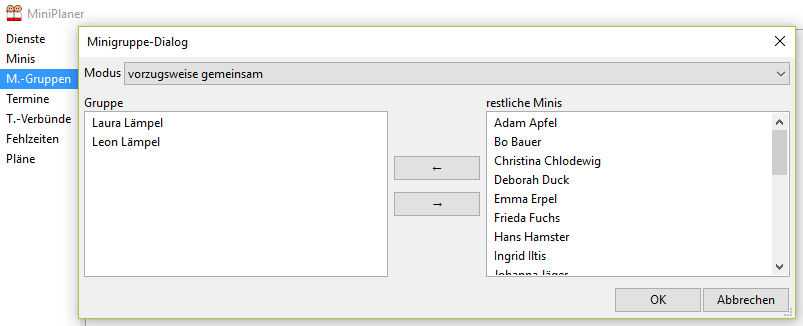 MiniPlaner
Dienste
Minis
M.-Gruppen
Termine
T.-Verbünde
Fehlzeiten
Pläne
Minigruppe-Dialog
Modus
vorzugsweise gemeinsam
Gruppe
Laura Lämpel
Leon Lämpel
←
→
restliche Minis
Adam Apfel
Bo Bauer
Christina Chlodewig
Deborah Duck
Emma Erpel
Frieda Fuchs
Hans Hamster
Ingrid Iltis
Johanna Jäger
OK
Abbrechen